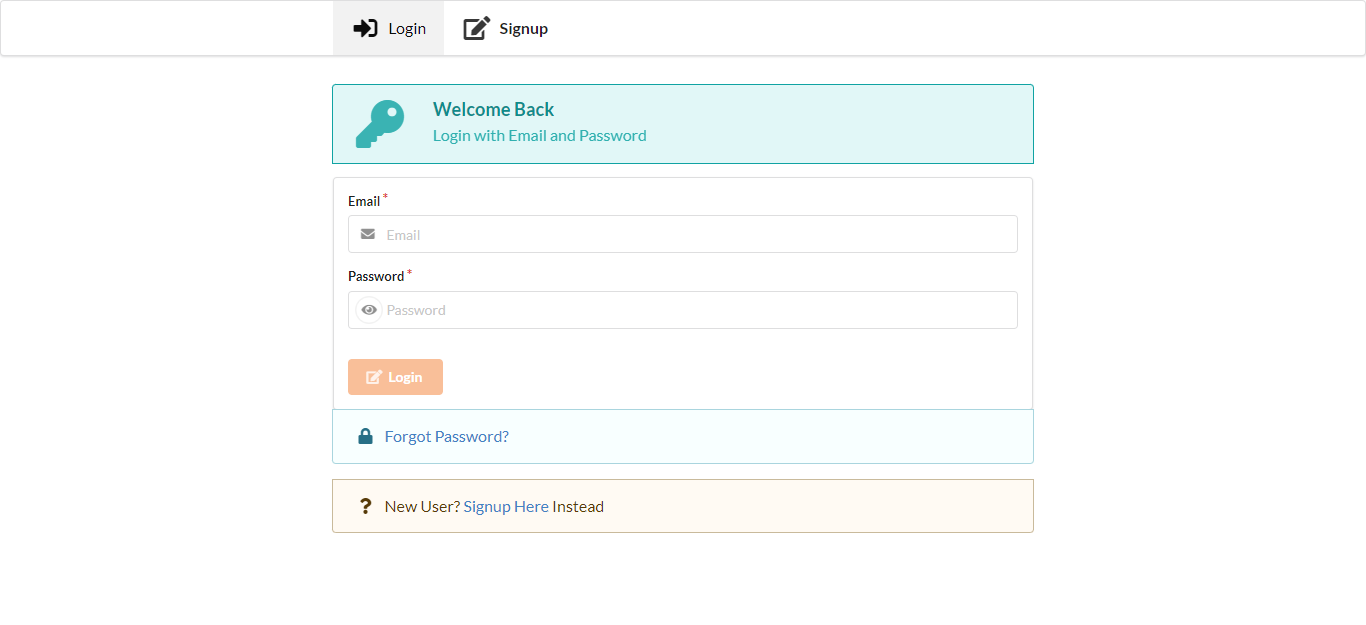 Login Signup
Welcome Back
Login with Email and Password
Email *
Email
Password *
Password
Login
Forgot Password?
New User? Signup Here Instead